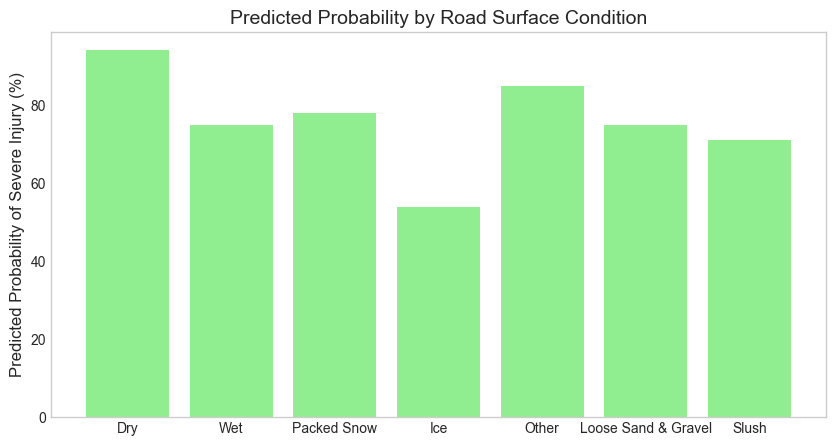 Predicted Probability by Road Surface Condition
Predicted Probability of Severe Injury (%)
80
60
40
20
0
Dry Wet Packed Snow Ice Other Loose Sand & Gravel Slush